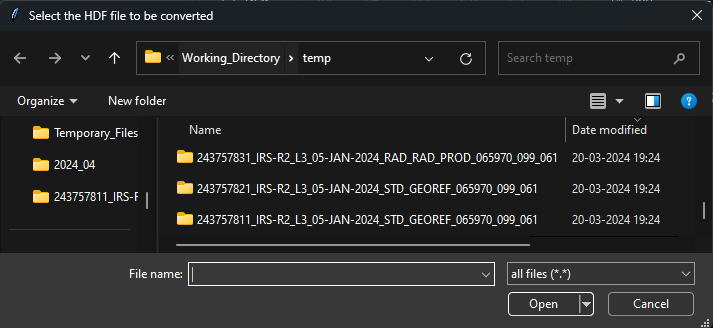 Select the HDF file to be converted
« Working_Directory › temp
Search temp
Organize New folder
Name Date modified
Temporary_Files
2024_04
243757811_IRS-R
243757831_IRS-R2_L3_05-JAN-2024_RAD_RAD_PROD_065970_099_061 20-03-2024 19:24
243757821_IRS-R2_L3_05-JAN-2024_STD_GEOREF_065970_099_061 20-03-2024 19:24
243757811_IRS-R2_L3_05-JAN-2024_STD_GEOREF_065970_099_061 20-03-2024 19:24
File name: all files (*.*)
Open Cancel